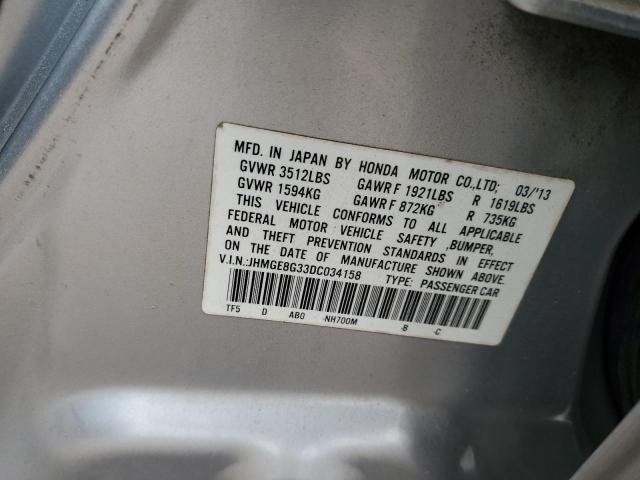 MFD. IN JAPAN BY HONDA MOTOR CO.,LTD; 03/'13
GVWR 3512LBS GAWR F 1921LBS R 1619LBS
GVWR 1594KG GAWR F 872KG R 735KG
THIS VEHICLE CONFORMS TO ALL APPLICABLE
FEDERAL MOTOR VEHICLE SAFETY ,BUMPER,
AND THEFT PREVENTION STANDARDS IN EFFECT
ON THE DATE OF MANUFACTURE SHOWN ABOVE.
V.I.N.:JHMGE8G33DC034158 TYPE: PASSENGER CAR
TF5 D AB0 NH700M -B -C